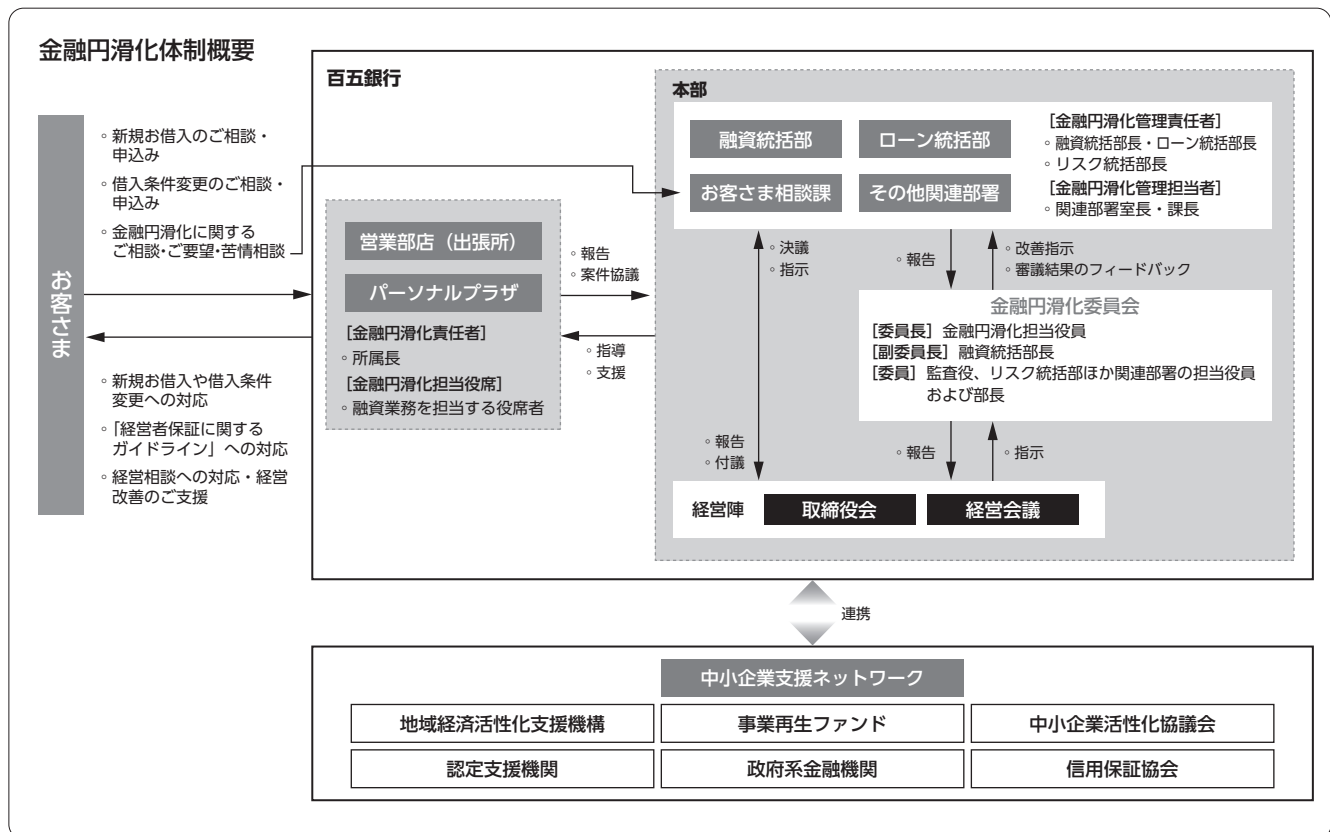 金融円滑化体制概要
お客さま
◦新規お借入のご相談・
申込み
◦借入条件変更のご相談・
申込み
◦金融円滑化に関する
ご相談・ご要望・苦情相談
◦新規お借入や借入条件
変更への対応
◦「経営者保証に関する
ガイドライン」への対応
◦経営相談への対応・経営
改善のご支援
百五銀行
営業部店（出張所）
パーソナルプラザ
[金融円滑化責任者]
◦所属長
[金融円滑化担当役席]
◦融資業務を担当する役席者
◦報告
◦案件協議
◦指導
◦支援
本部
融資統括部
ローン統括部
お客さま相談課
その他関連部署
[金融円滑化管理責任者]
◦融資統括部長・ローン統括部長
◦リスク統括部長
[金融円滑化管理担当者]
◦関連部署室長・課長
◦決議
◦指示
◦報告
◦改善指示
◦審議結果のフィードバック
金融円滑化委員会
[委員長] 金融円滑化担当役員
[副委員長] 融資統括部長
[委員] 監査役、リスク統括部ほか関連部署の担当役員
および部長
◦報告
◦付議
◦報告
◦指示
経営陣
取締役会
経営会議
連携
中小企業支援ネットワーク
地域経済活性化支援機構
事業再生ファンド
中小企業活性化協議会
認定支援機関
政府系金融機関
信用保証協会